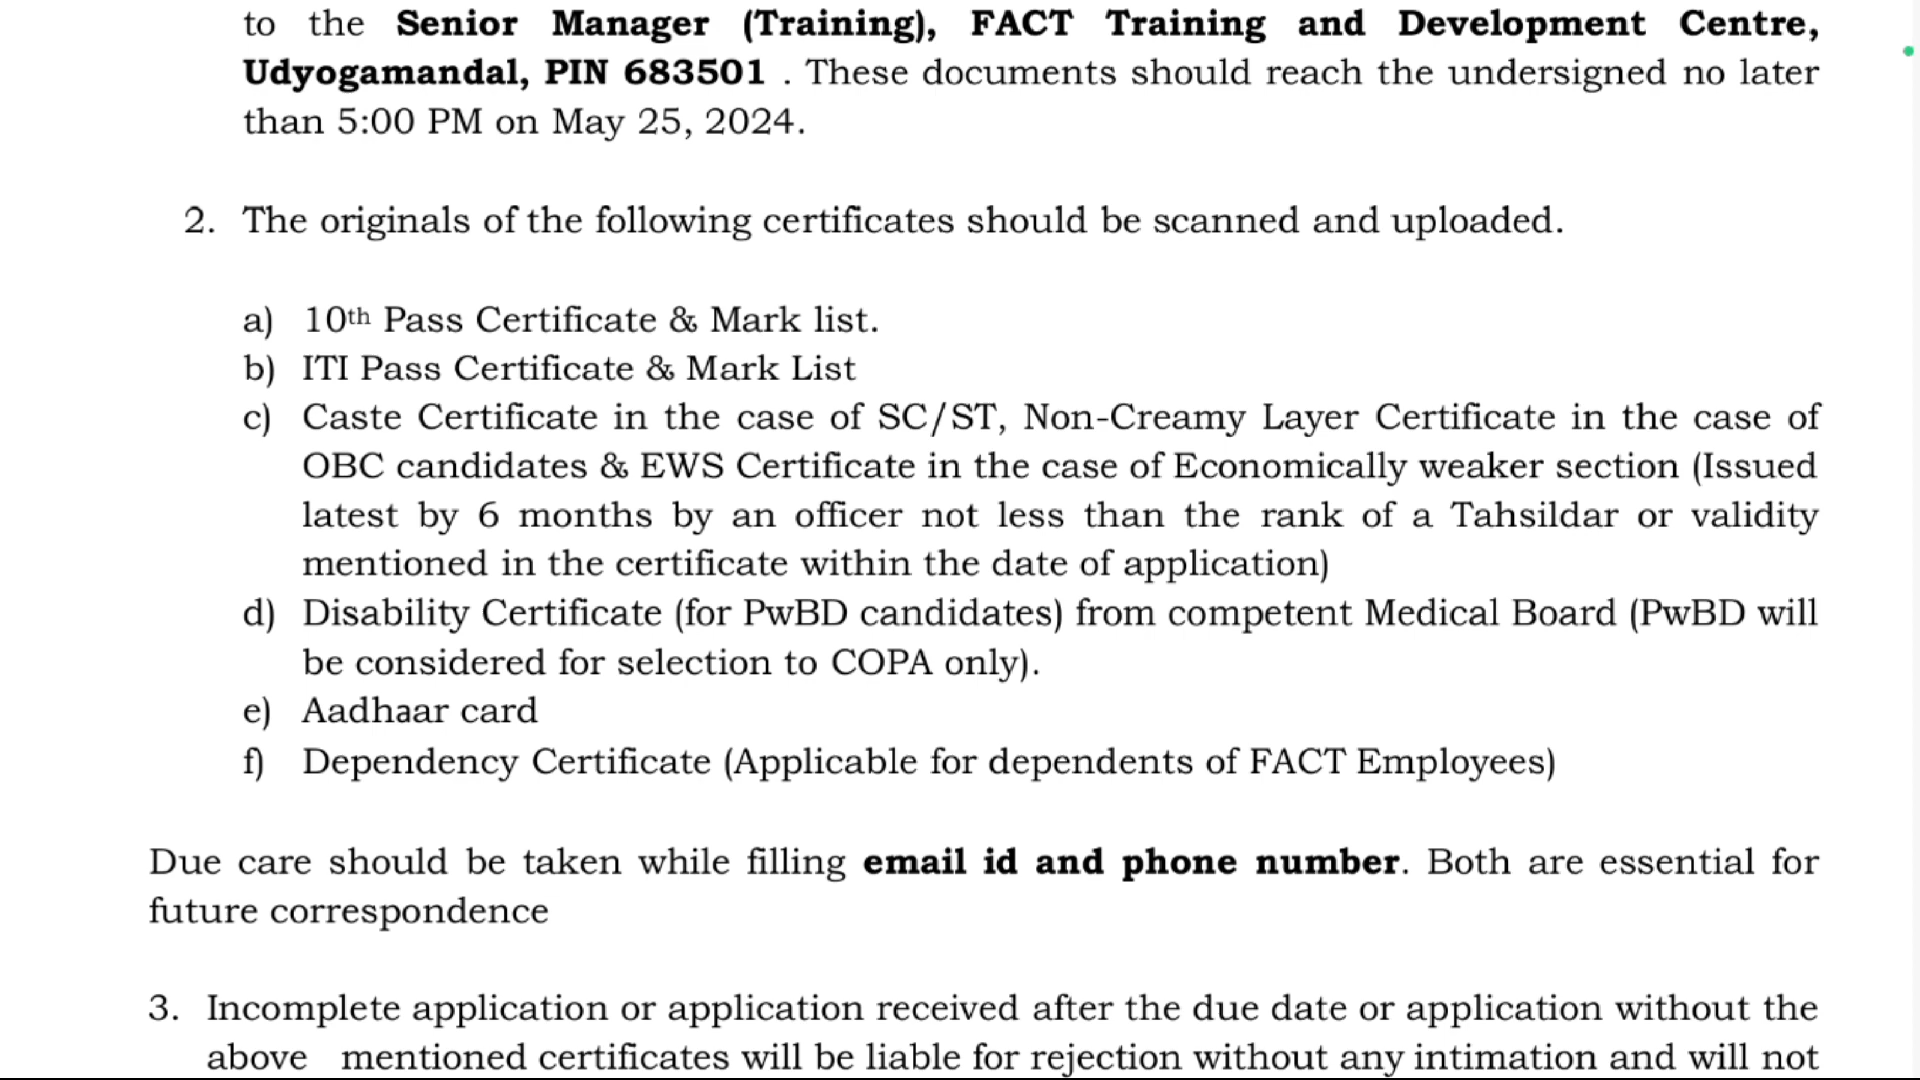 to the Senior Manager (Training), FACT Training and Development Centre,
Udyogamandal, PIN 683501 . These documents should reach the undersigned no later
than 5:00 PM on May 25, 2024.
2. The originals of the following certificates should be scanned and uploaded.
a) 10th Pass Certificate & Mark list.
b) ITI Pass Certificate & Mark List
c) Caste Certificate in the case of SC/ST, Non-Creamy Layer Certificate in the case of
OBC candidates & EWS Certificate in the case of Economically weaker section (Issued
latest by 6 months by an officer not less than the rank of a Tahsildar or validity
mentioned in the certificate within the date of application)
d) Disability Certificate (for PwBD candidates) from competent Medical Board (PwBD will
be considered for selection to COPA only).
e) Aadhaar card
f) Dependency Certificate (Applicable for dependents of FACT Employees)
Due care should be taken while filling email id and phone number. Both are essential for
future correspondence
3. Incomplete application or application received after the due date or application without the
above mentioned certificates will be liable for rejection without any intimation and will not